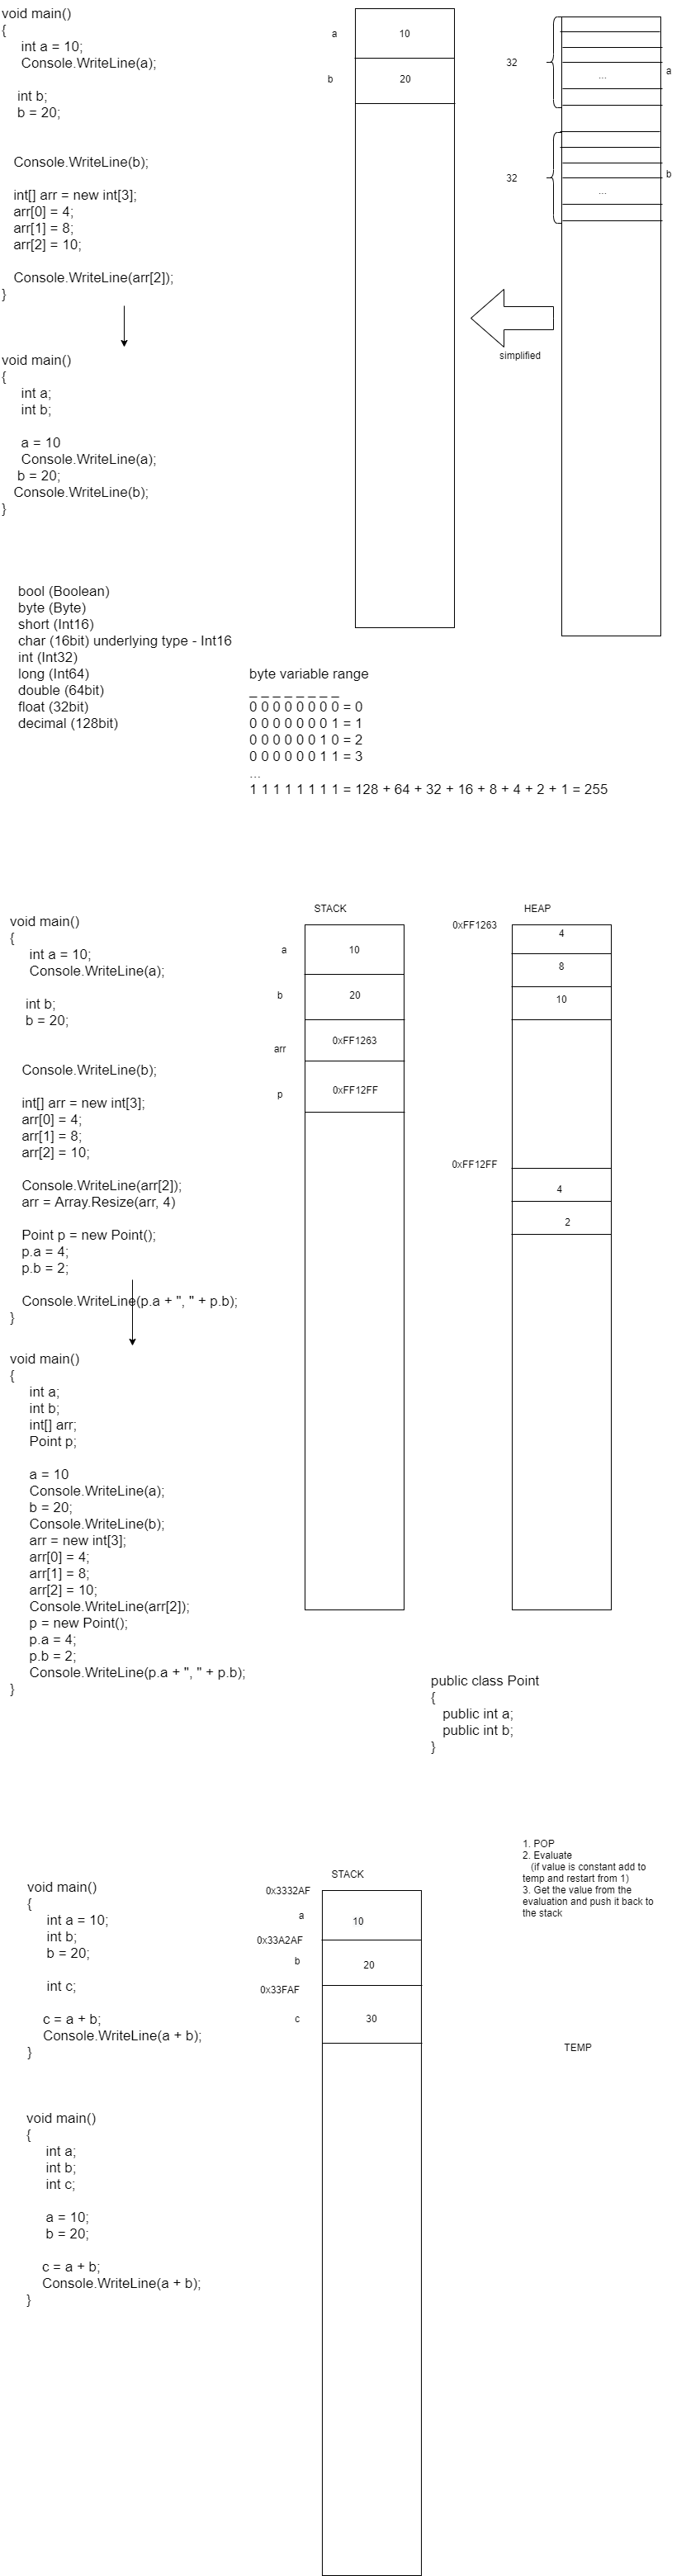 void main()
{
int a = 10;
Console.WriteLine(a);
int b;
b = 20;
Console.WriteLine(b);
int[] arr = new int[3];
arr[0] = 4;
arr[1] = 8;
arr[2] = 10;
Console.WriteLine(arr[2]);
}
a
10
b
20
32
...
a
32
...
b
simplified
void main()
{
int a;
int b;
a = 10
Console.WriteLine(a);
b = 20;
Console.WriteLine(b);
}
bool (Boolean)
byte (Byte)
short (Int16)
char (16bit) underlying type - Int16
int (Int32)
long (Int64)
double (64bit)
float (32bit)
decimal (128bit)
byte variable range
_ _ _ _ _ _ _ _
0 0 0 0 0 0 0 0 = 0
0 0 0 0 0 0 0 1 = 1
0 0 0 0 0 0 1 0 = 2
0 0 0 0 0 0 1 1 = 3
...
1 1 1 1 1 1 1 1 = 128 + 64 + 32 + 16 + 8 + 4 + 2 + 1 = 255
void main()
{
int a = 10;
Console.WriteLine(a);
int b;
b = 20;
Console.WriteLine(b);
int[] arr = new int[3];
arr[0] = 4;
arr[1] = 8;
arr[2] = 10;
Console.WriteLine(arr[2]);
arr = Array.Resize(arr, 4)
Point p = new Point();
p.a = 4;
p.b = 2;
Console.WriteLine(p.a + ", " + p.b);
}
STACK
a
10
b
20
arr
0xFF1263
p
0xFF12FF
HEAP
0xFF1263
4
8
10
0xFF12FF
4
2
void main()
{
int a;
int b;
int[] arr;
Point p;
a = 10
Console.WriteLine(a);
b = 20;
Console.WriteLine(b);
arr = new int[3];
arr[0] = 4;
arr[1] = 8;
arr[2] = 10;
Console.WriteLine(arr[2]);
p = new Point();
p.a = 4;
p.b = 2;
Console.WriteLine(p.a + ", " + p.b);
}
public class Point
{
public int a;
public int b;
}
void main()
{
int a = 10;
int b;
b = 20;
int c;
c = a + b;
Console.WriteLine(a + b);
}
STACK
0x3332AF
a
10
0x33A2AF
b
20
0x33FAF
c
30
1. POP
2. Evaluate
(if value is constant add to
temp and restart from 1)
3. Get the value from the
evaluation and push it back to
the stack
TEMP
void main()
{
int a;
int b;
int c;
a = 10;
b = 20;
c = a + b;
Console.WriteLine(a + b);
}